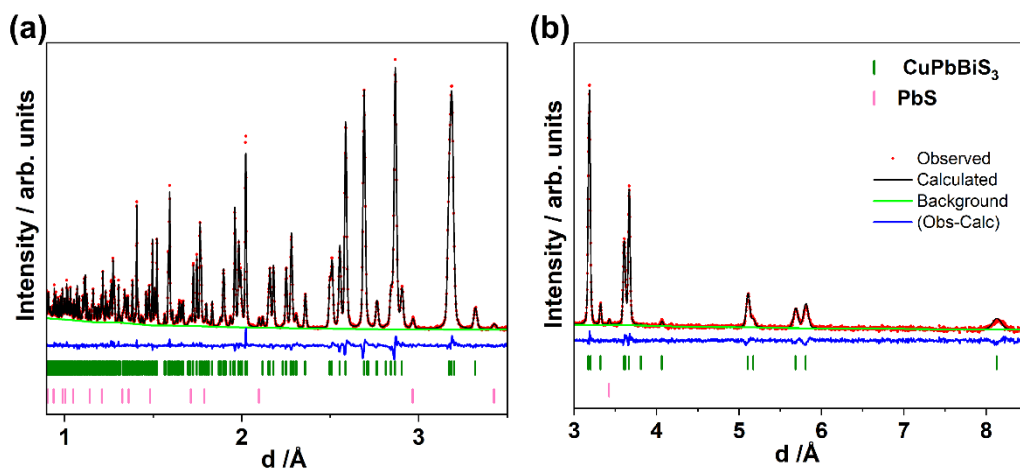 (a)
Intensity / arb. units
1
2
3
d /Å
(b)
Intensity / arb. units
CuPbBiS₃
PbS
Observed
Calculated
Background
(Obs-Calc)
3
4
5
6
7
8
d /Å